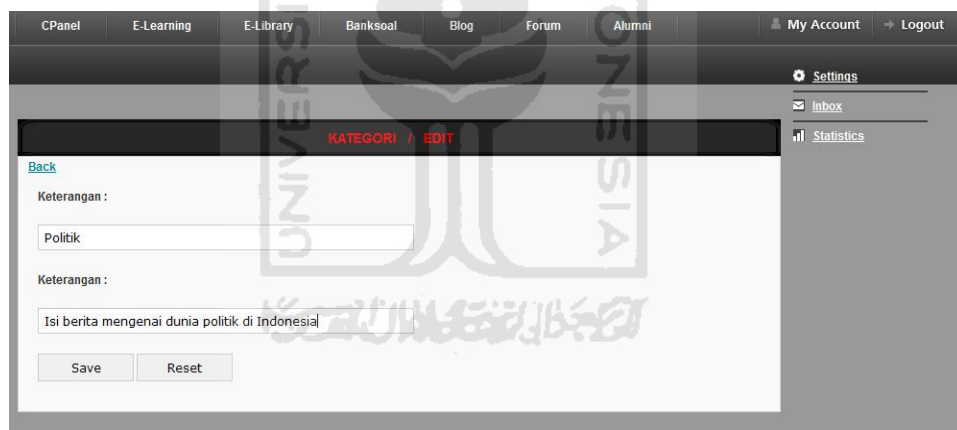 CPanel E-Learning E-Library Banksoal Blog Forum Alumni My Account Logout
Settings
Inbox
Statistics
KATEGORI / EDIT
Back
Keterangan :
Politik
Keterangan :
Isi berita mengenai dunia politik di Indonesia
Save Reset